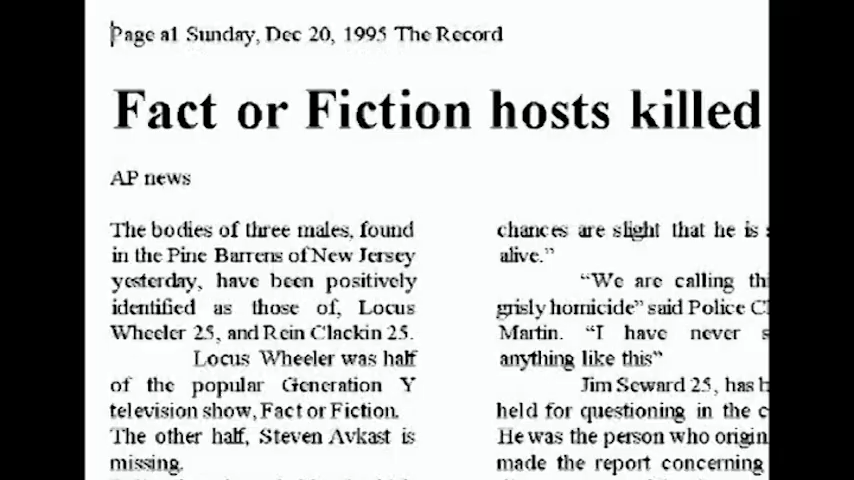 Page a1 Sunday, Dec 20, 1995 The Record
Fact or Fiction hosts killed
AP news
The bodies of three males, found
in the Pine Barrens of New Jersey
yesterday, have been positively
identified as those of, Locus
Wheeler 25, and Rein Clackin 25.
Locus Wheeler was half
of the popular Generation Y
television show, Fact or Fiction.
The other half, Steven Avkast is
missing.
chances are slight that he is
alive.”
“We are calling
grisly homicide” said Police
Martin. “I have never
anything like this”
Jim Seward 25, has
held for questioning in the
He was the person who
made the report concerning